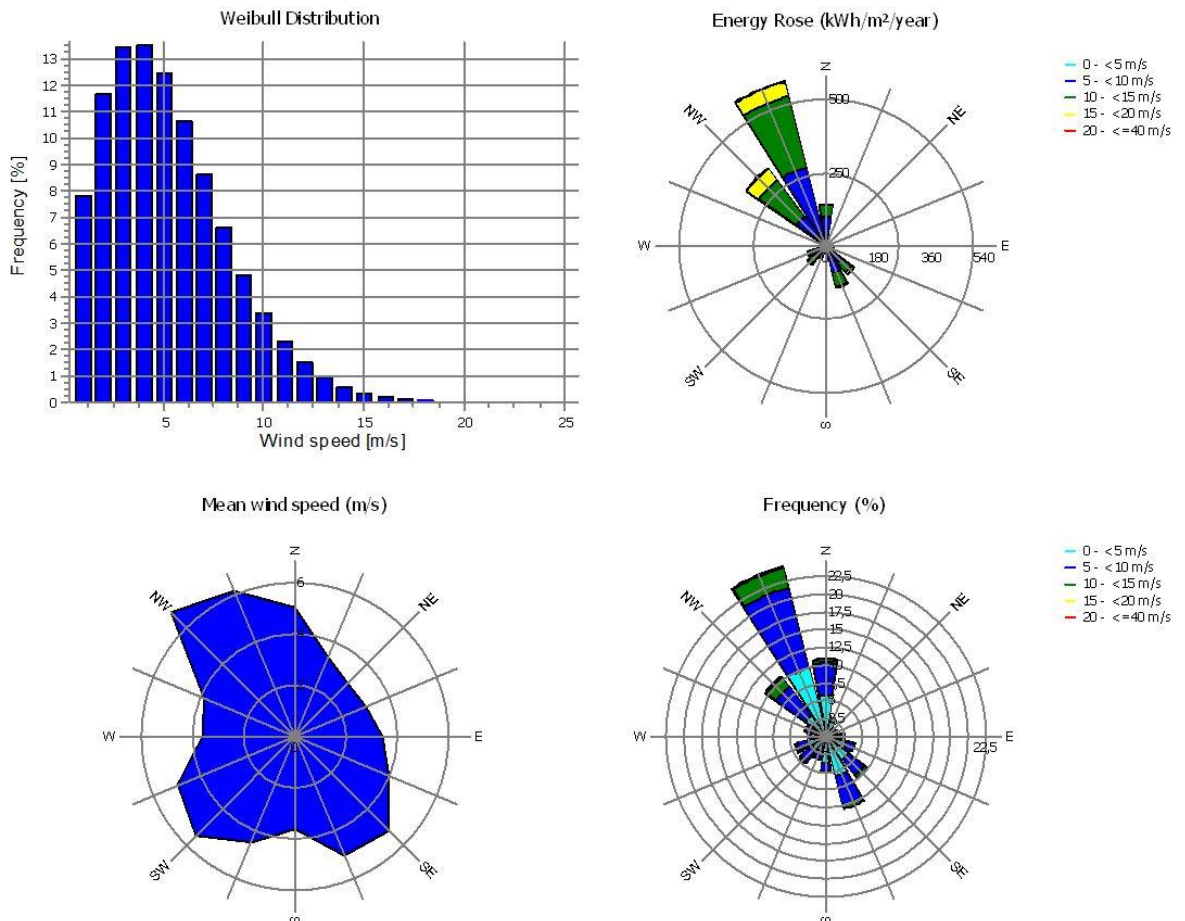 Weibull Distribution
Frequency [%]
13
12
11
10
9
8
7
6
5
4
3
2
1
0
5
10
15
20
25
Wind speed [m/s]
Energy Rose (kWh/m²/year)
N
NE
E
SE
S
SW
W
NW
500
250
0
180
360
540
0 - <5 m/s
5 - <10 m/s
10 - <15 m/s
15 - <20 m/s
20 - <=40 m/s
Mean wind speed (m/s)
N
NE
E
SE
S
SW
W
NW
6
Frequency (%)
N
NE
E
SE
SW
W
NW
22,5
20
17,5
15
12,5
22,5
0 - <5 m/s
5 - <10 m/s
10 - <15 m/s
15 - <20 m/s
20 - <=40 m/s